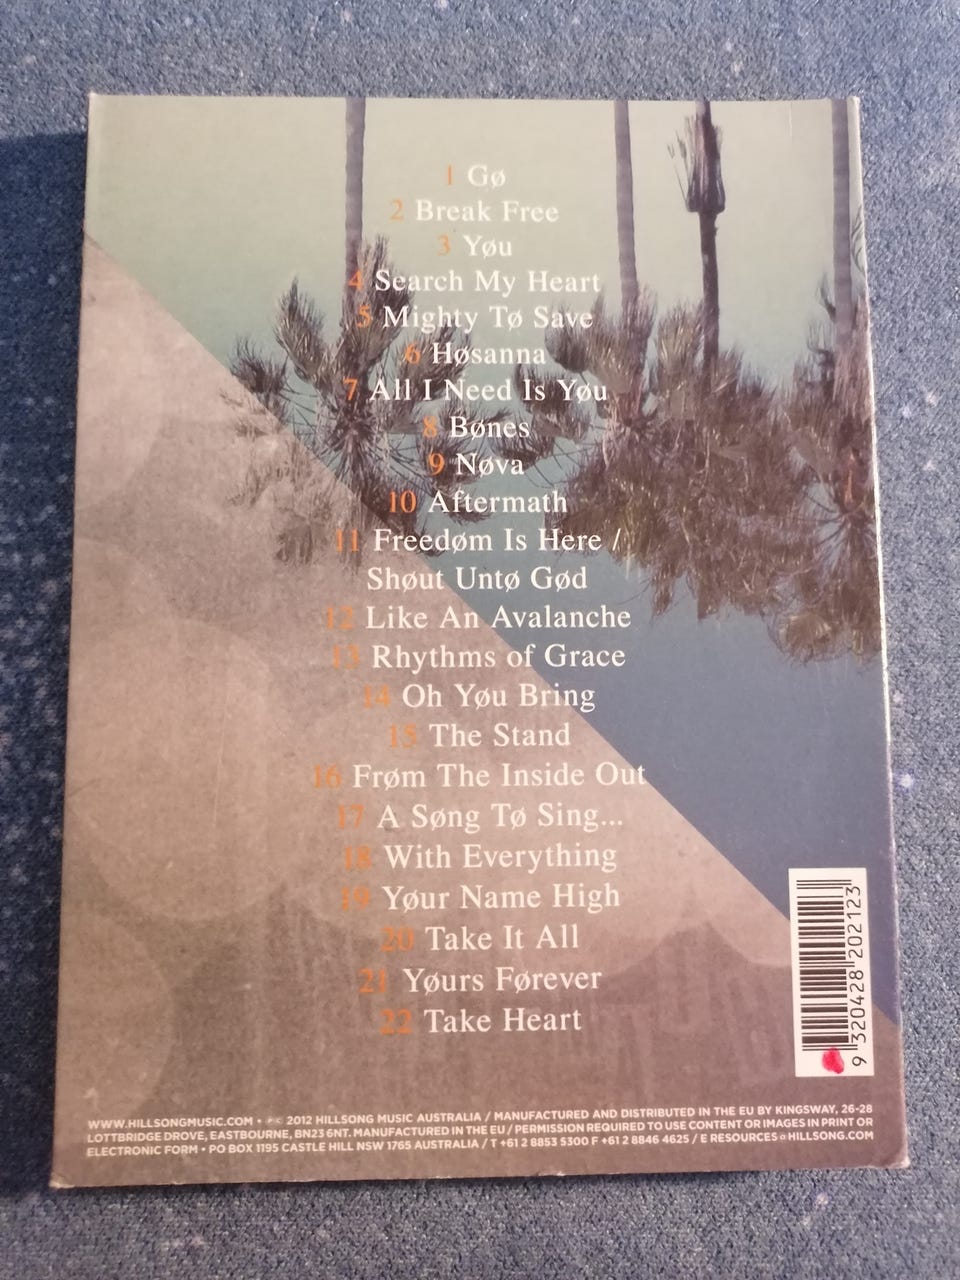 1 Gø
2 Break Free
3 Yøu
4 Search My Heart
5 Mighty Tø Save
6 Høsanna
7 All I Need Is Yøu
8 Bønes
9 Nøva
10 Aftermath
11 Freedøm Is Here /
Shøut Untø Gød
12 Like An Avalanche
13 Rhythms of Grace
14 Oh Yøu Bring
15 The Stand
16 Frøm The Inside Out
17 A Søng Tø Sing...
18 With Everything
19 Yøur Name High
20 Take It All
21 Yøurs Førever
22 Take Heart
9 320428 202123
WWW.HILLSONGMUSIC.COM • ℗© 2012 HILLSONG MUSIC AUSTRALIA / MANUFACTURED AND DISTRIBUTED IN THE EU BY KINGSWAY, 26-28
LOTTBRIDGE DROVE, EASTBOURNE, BN23 6NT. MANUFACTURED IN THE EU / PERMISSION REQUIRED TO USE CONTENT OR IMAGES IN PRINT OR
ELECTRONIC FORM • PO BOX 1195 CASTLE HILL NSW 1765 AUSTRALIA / T +61 2 8853 5300 F +61 2 8846 4625 / E RESOURCES@HILLSONG.COM